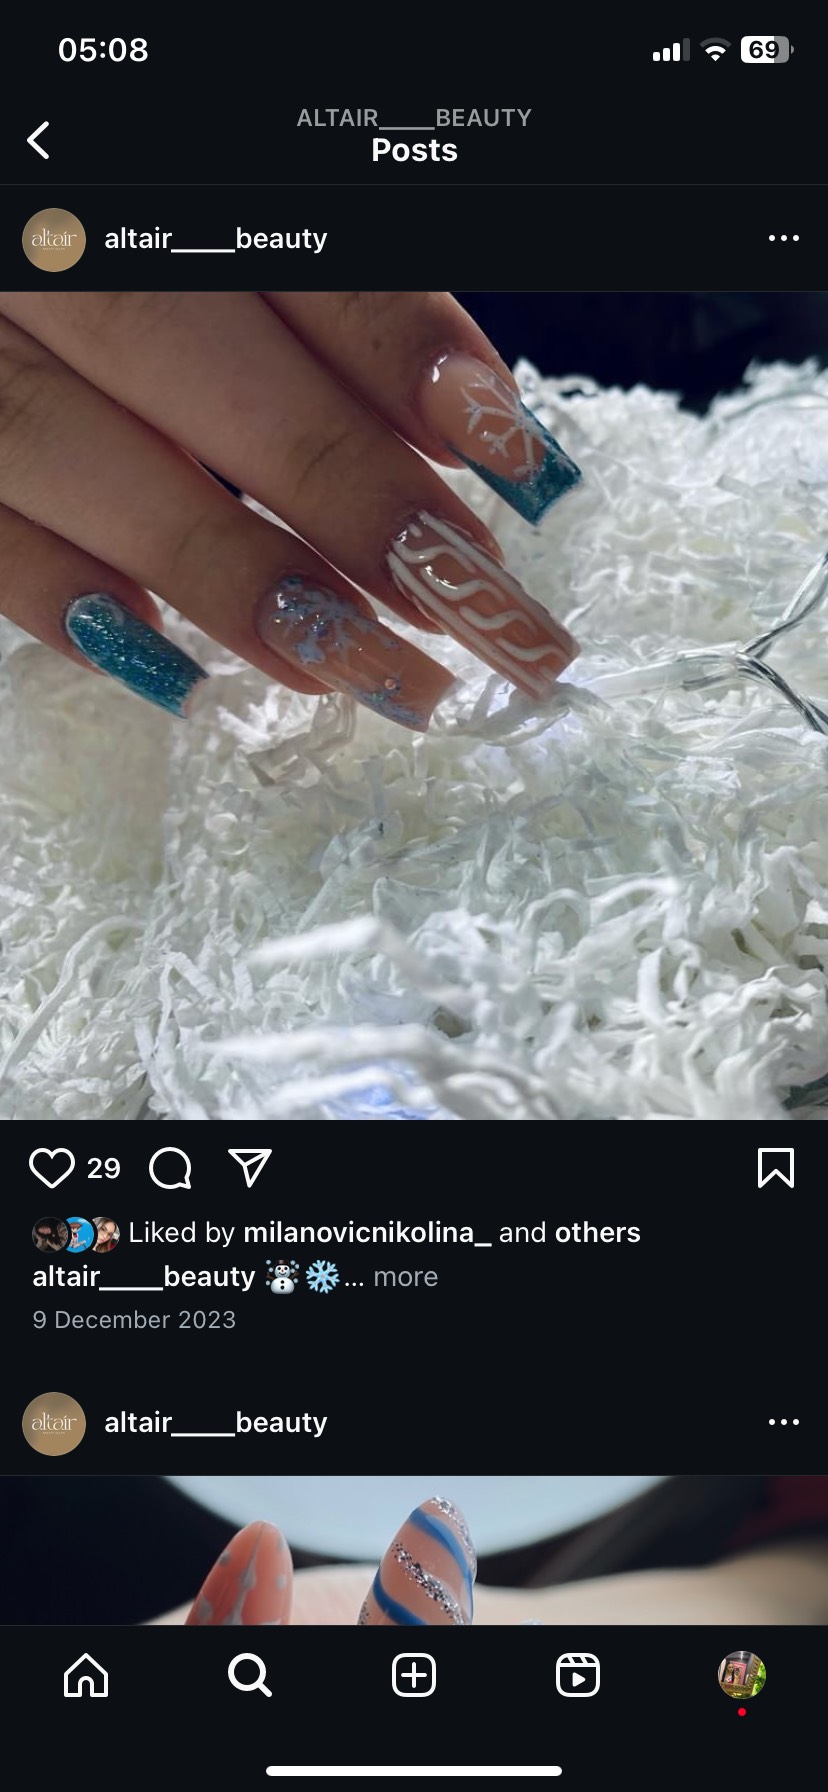 05:08
69
ALTAIR____BEAUTY
Posts
altair
altair____beauty
29
Liked by milanovicnikolina_ and others
altair____beauty ☃️❄️... more
9 December 2023
altair
altair____beauty